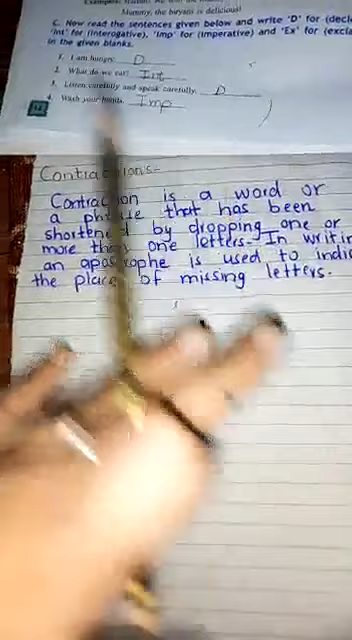 Mummy, the biryani is delicious!
C. Now read the sentences given below and write 'D' for (decl
'Int' for (Interogative), 'Imp' for (Imperative) and 'Ex' for (excla
in the given blanks.
1. I am hungry. D
2. What do we eat? Int
3. Listen carefully and speak carefully. D
4. Wash your hands. Imp
Contractions-
Contraction is a word or
a phrase that has been
shortened by dropping one or
more than one letters. In writin
an apostrophe is used to indic
the place of missing letters.